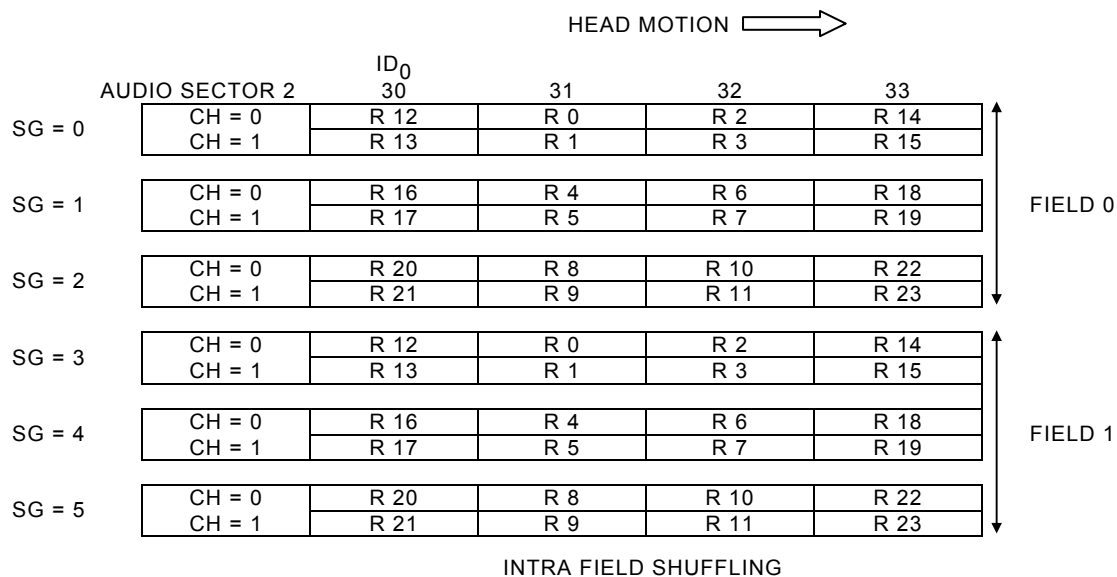 HEAD MOTION
ID0
AUDIO SECTOR 2 30 31 32 33
SG = 0 CH = 0 R 12 R 0 R 2 R 14
CH = 1 R 13 R 1 R 3 R 15
SG = 1 CH = 0 R 16 R 4 R 6 R 18
CH = 1 R 17 R 5 R 7 R 19
FIELD 0
SG = 2 CH = 0 R 20 R 8 R 10 R 22
CH = 1 R 21 R 9 R 11 R 23
SG = 3 CH = 0 R 12 R 0 R 2 R 14
CH = 1 R 13 R 1 R 3 R 15
SG = 4 CH = 0 R 16 R 4 R 6 R 18
CH = 1 R 17 R 5 R 7 R 19
FIELD 1
SG = 5 CH = 0 R 20 R 8 R 10 R 22
CH = 1 R 21 R 9 R 11 R 23
INTRA FIELD SHUFFLING